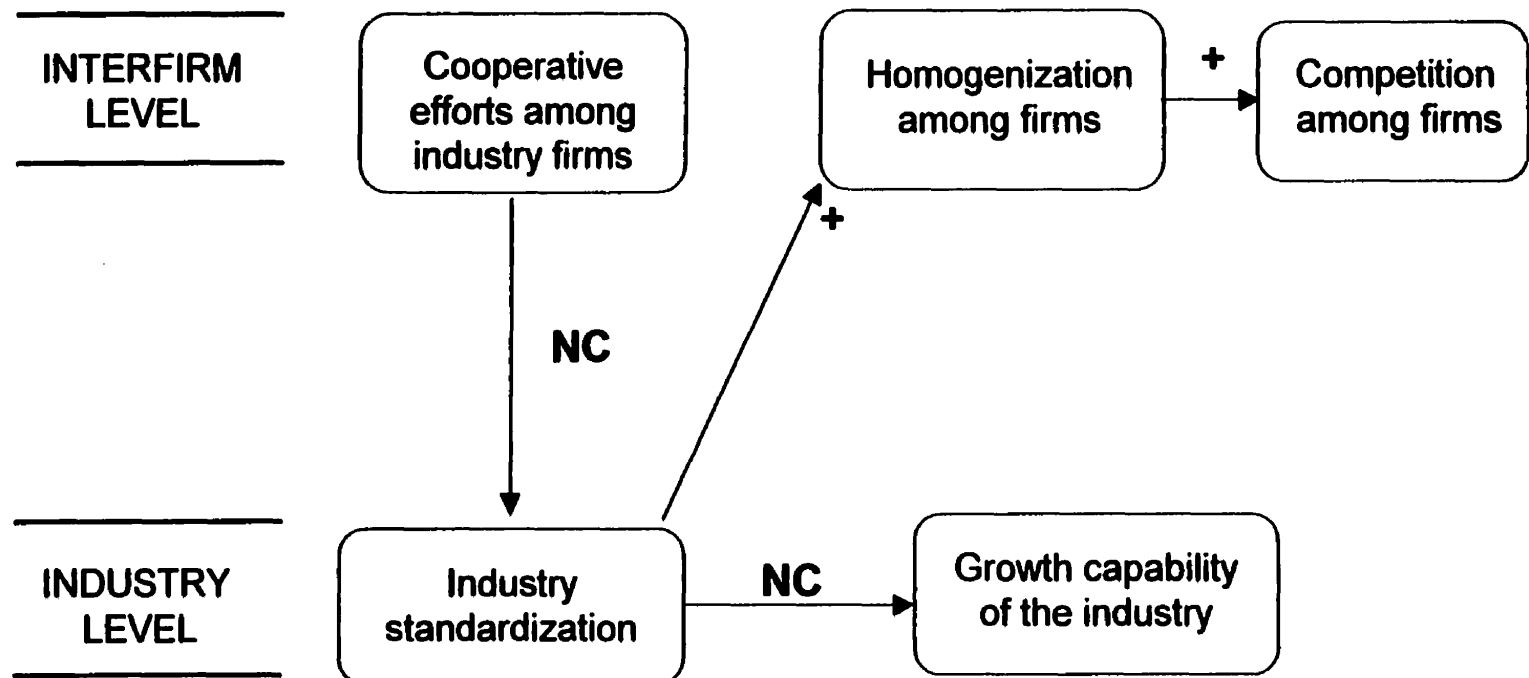 INTERFIRM
LEVEL
Cooperative
efforts among
industry firms
Homogenization
among firms
+
Competition
among firms
+
NC
INDUSTRY
LEVEL
Industry
standardization
NC
Growth capability
of the industry